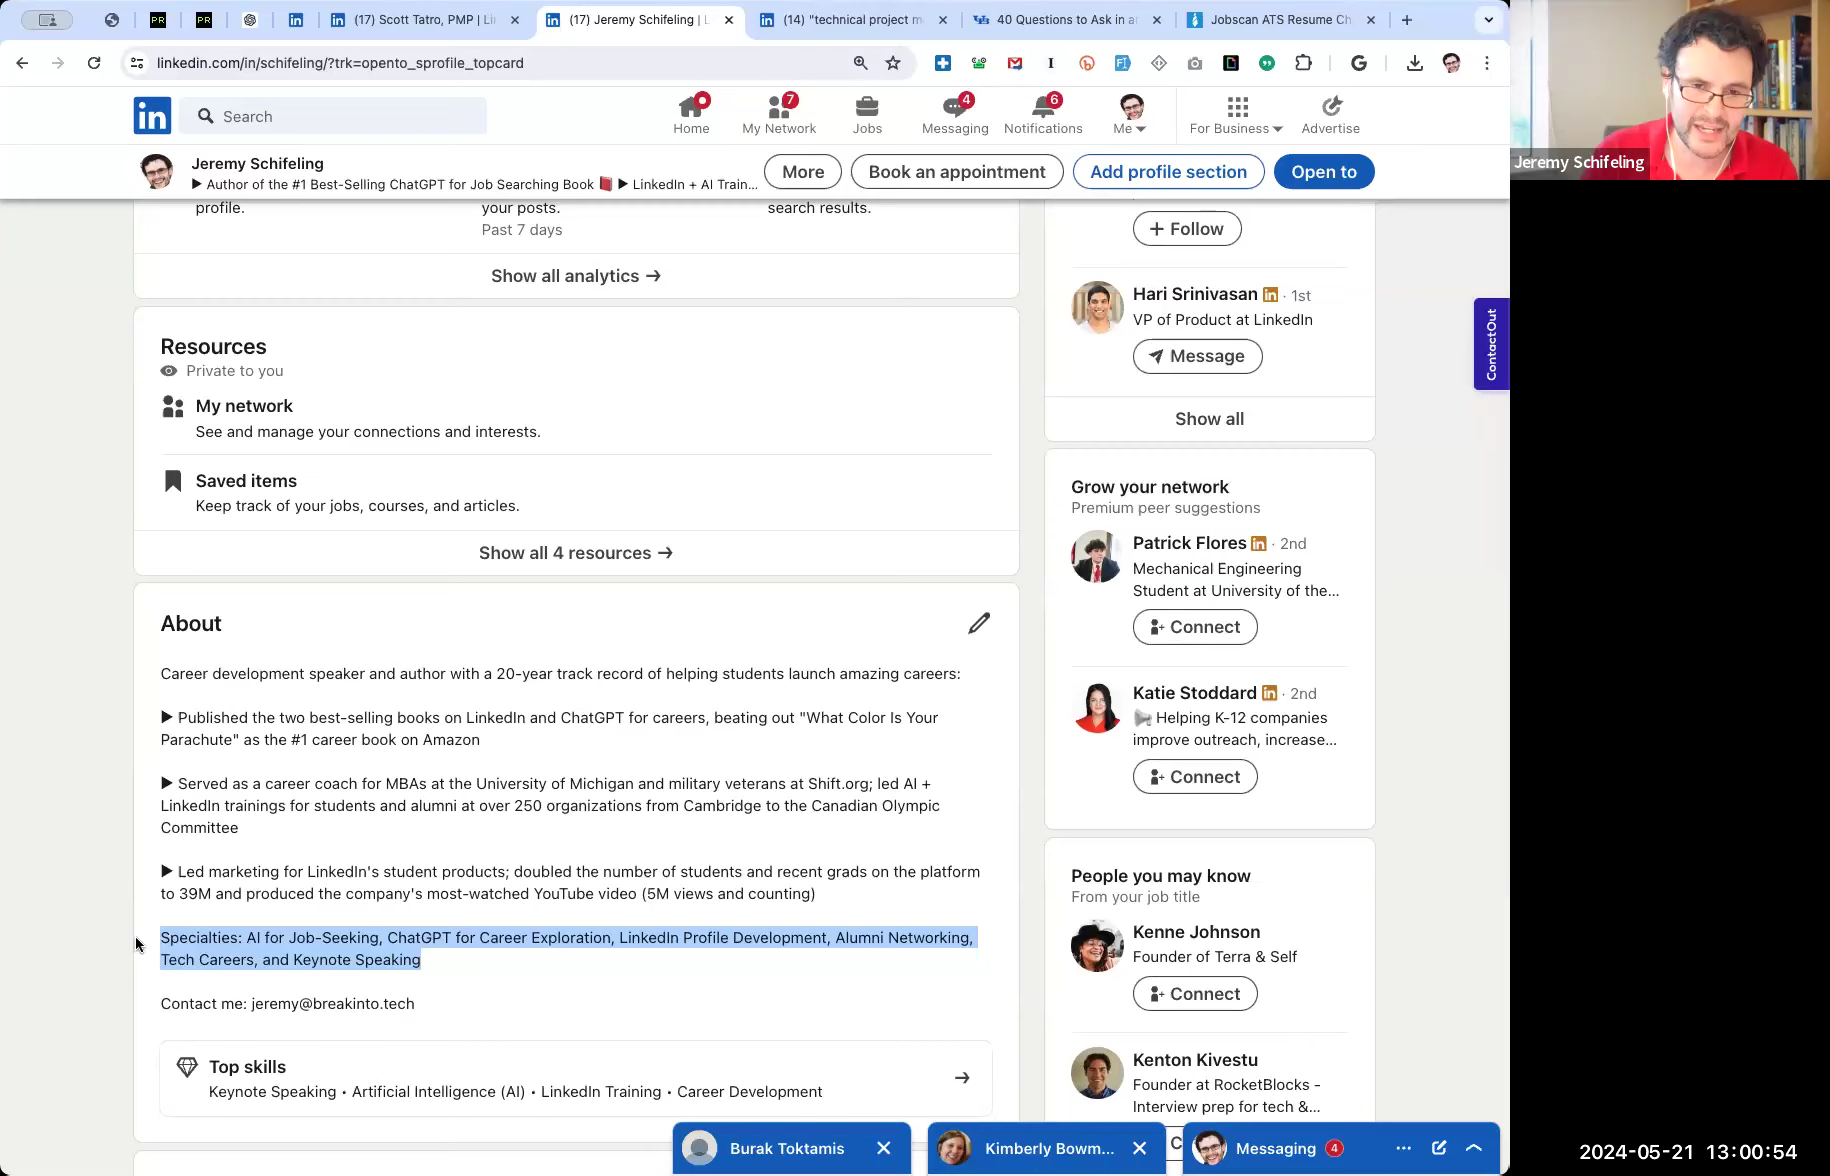 PR
PR
(17) Scott Tatro, PMP | Li
(17) Jeremy Schifeling | L
(14) "technical project m
40 Questions to Ask in a
Jobscan ATS Resume Ch
linkedin.com/in/schifeling/?trk=opento_sprofile_topcard
in
Search
Home
7
My Network
Jobs
4
Messaging
6
Notifications
Me
For Business
Advertise
Jeremy Schifeling
▶ Author of the #1 Best-Selling ChatGPT for Job Searching Book 📕 ▶ LinkedIn + AI Train...
More
Book an appointment
Add profile section
Open to
profile.
your posts.
search results.
Past 7 days
Show all analytics →
Resources
Private to you
My network
See and manage your connections and interests.
Saved items
Keep track of your jobs, courses, and articles.
Show all 4 resources →
About
Career development speaker and author with a 20-year track record of helping students launch amazing careers:
▶ Published the two best-selling books on LinkedIn and ChatGPT for careers, beating out "What Color Is Your
Parachute" as the #1 career book on Amazon
▶ Served as a career coach for MBAs at the University of Michigan and military veterans at Shift.org; led AI +
LinkedIn trainings for students and alumni at over 250 organizations from Cambridge to the Canadian Olympic
Committee
▶ Led marketing for LinkedIn's student products; doubled the number of students and recent grads on the platform
to 39M and produced the company's most-watched YouTube video (5M views and counting)
Specialties: AI for Job-Seeking, ChatGPT for Career Exploration, LinkedIn Profile Development, Alumni Networking,
Tech Careers, and Keynote Speaking
Contact me: jeremy@breakinto.tech
Top skills
Keynote Speaking • Artificial Intelligence (AI) • LinkedIn Training • Career Development
+ Follow
Hari Srinivasan in · 1st
VP of Product at LinkedIn
Message
Show all
Grow your network
Premium peer suggestions
Patrick Flores in · 2nd
Mechanical Engineering
Student at University of the...
Connect
Katie Stoddard in · 2nd
Helping K-12 companies
improve outreach, increase...
Connect
People you may know
From your job title
Kenne Johnson
Founder of Terra & Self
Connect
Kenton Kivestu
Founder at RocketBlocks -
Interview prep for tech &...
Burak Toktamis
Kimberly Bowm...
Messaging 4
ContactOut
Jeremy Schifeling
2024-05-21 13:00:54